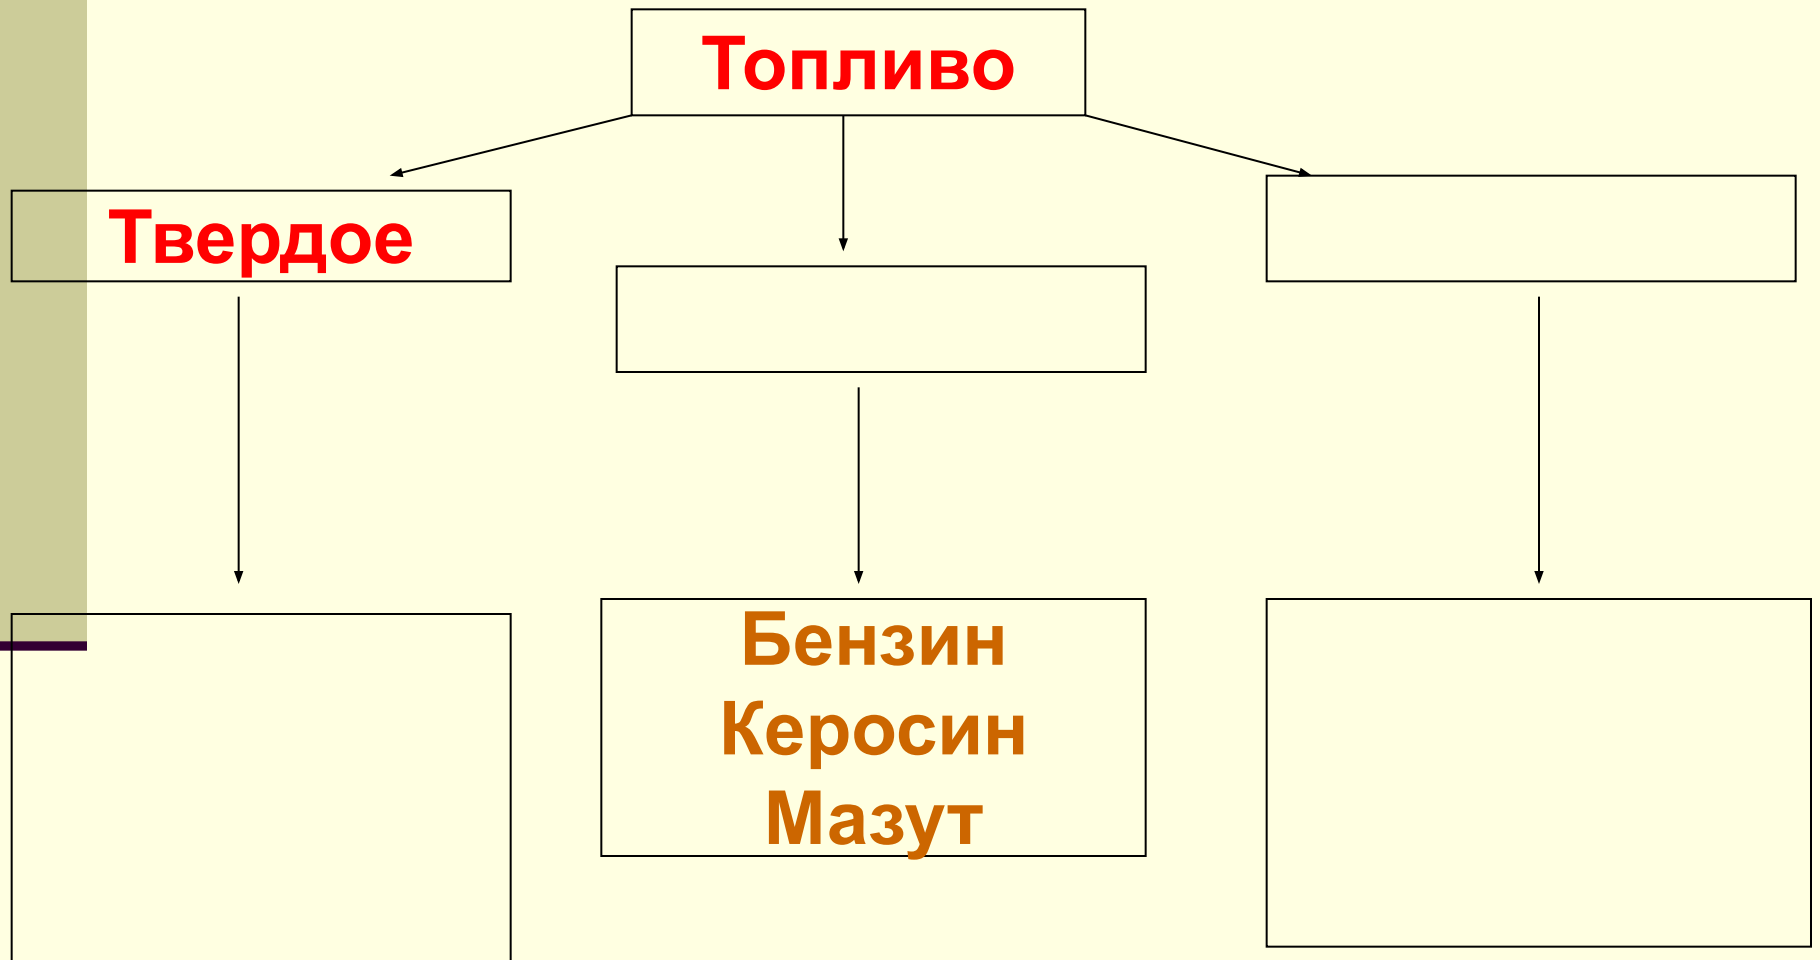 Топливо
Твердое
Бензин
Керосин
Мазут